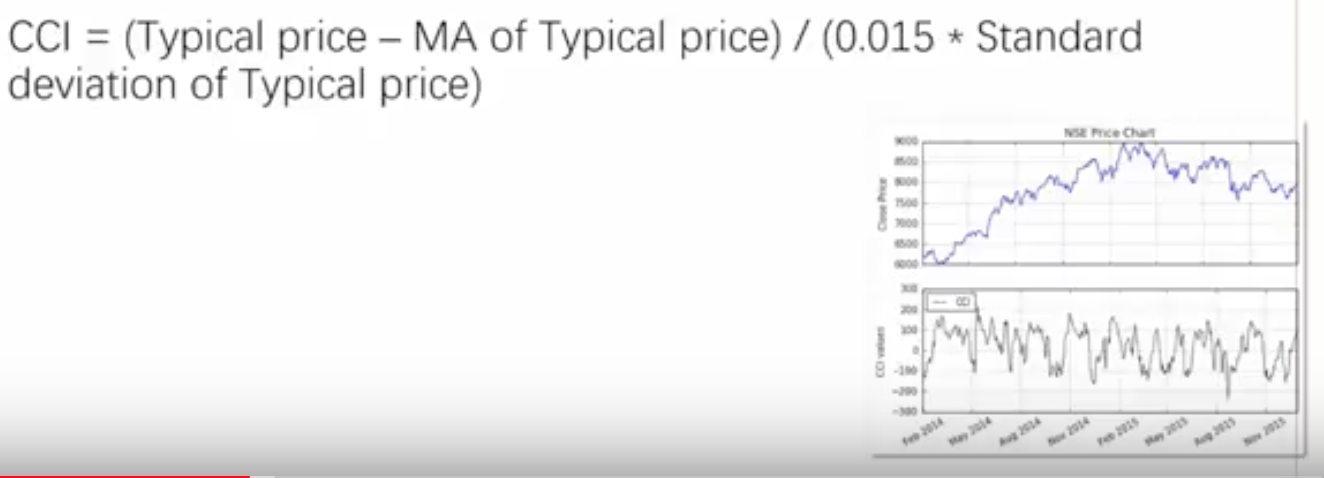 CCI = (Typical price – MA of Typical price) / (0.015 * Standard
deviation of Typical price)
NSE Price Chart
9000
8500
8000
7500
7000
6500
6000
Close Price
300
200
100
0
-100
-200
-300
CCI values
CCI
Feb 2014
May 2014
Aug 2014
Nov 2014
Feb 2015
May 2015
Aug 2015
Nov 2015